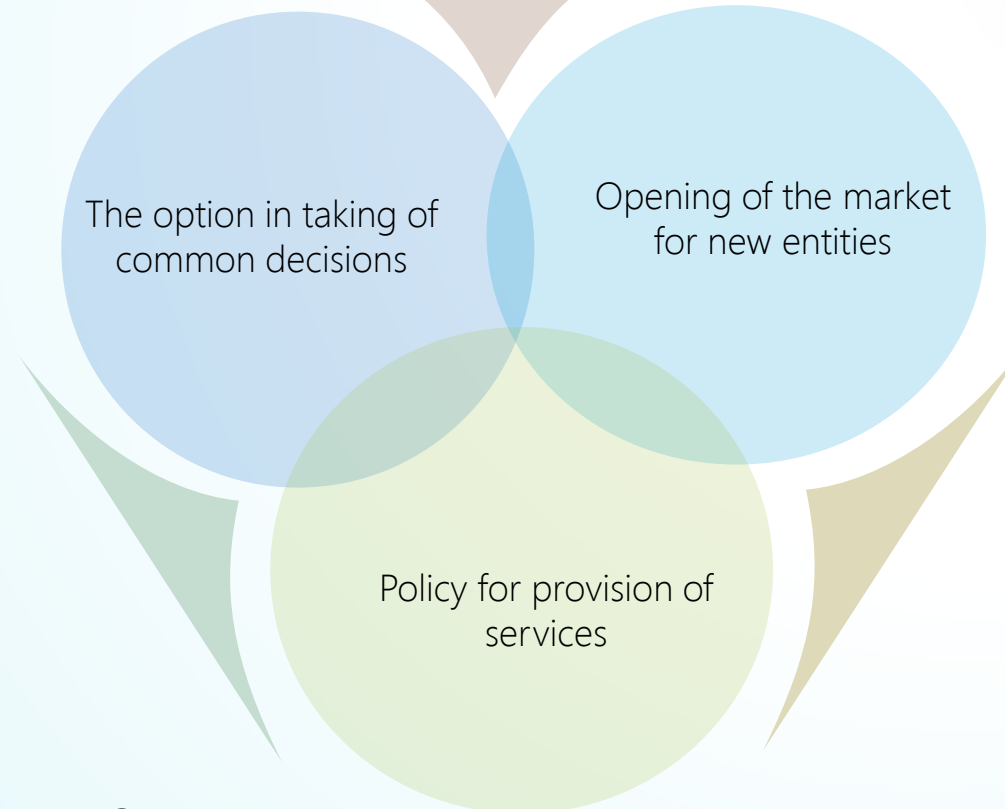 The option in taking of
common decisions
Opening of the market
for new entities
Policy for provision of
services